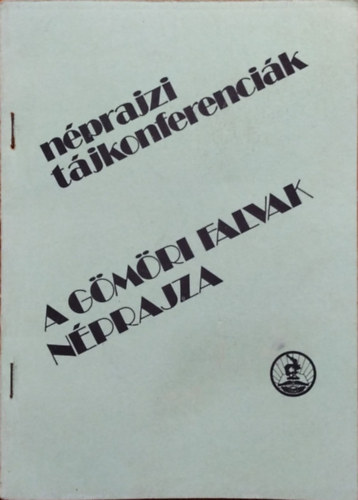 néprajzi
tájkonferenciák
A GÖMÖRI FALVAK
NÉPRAJZA